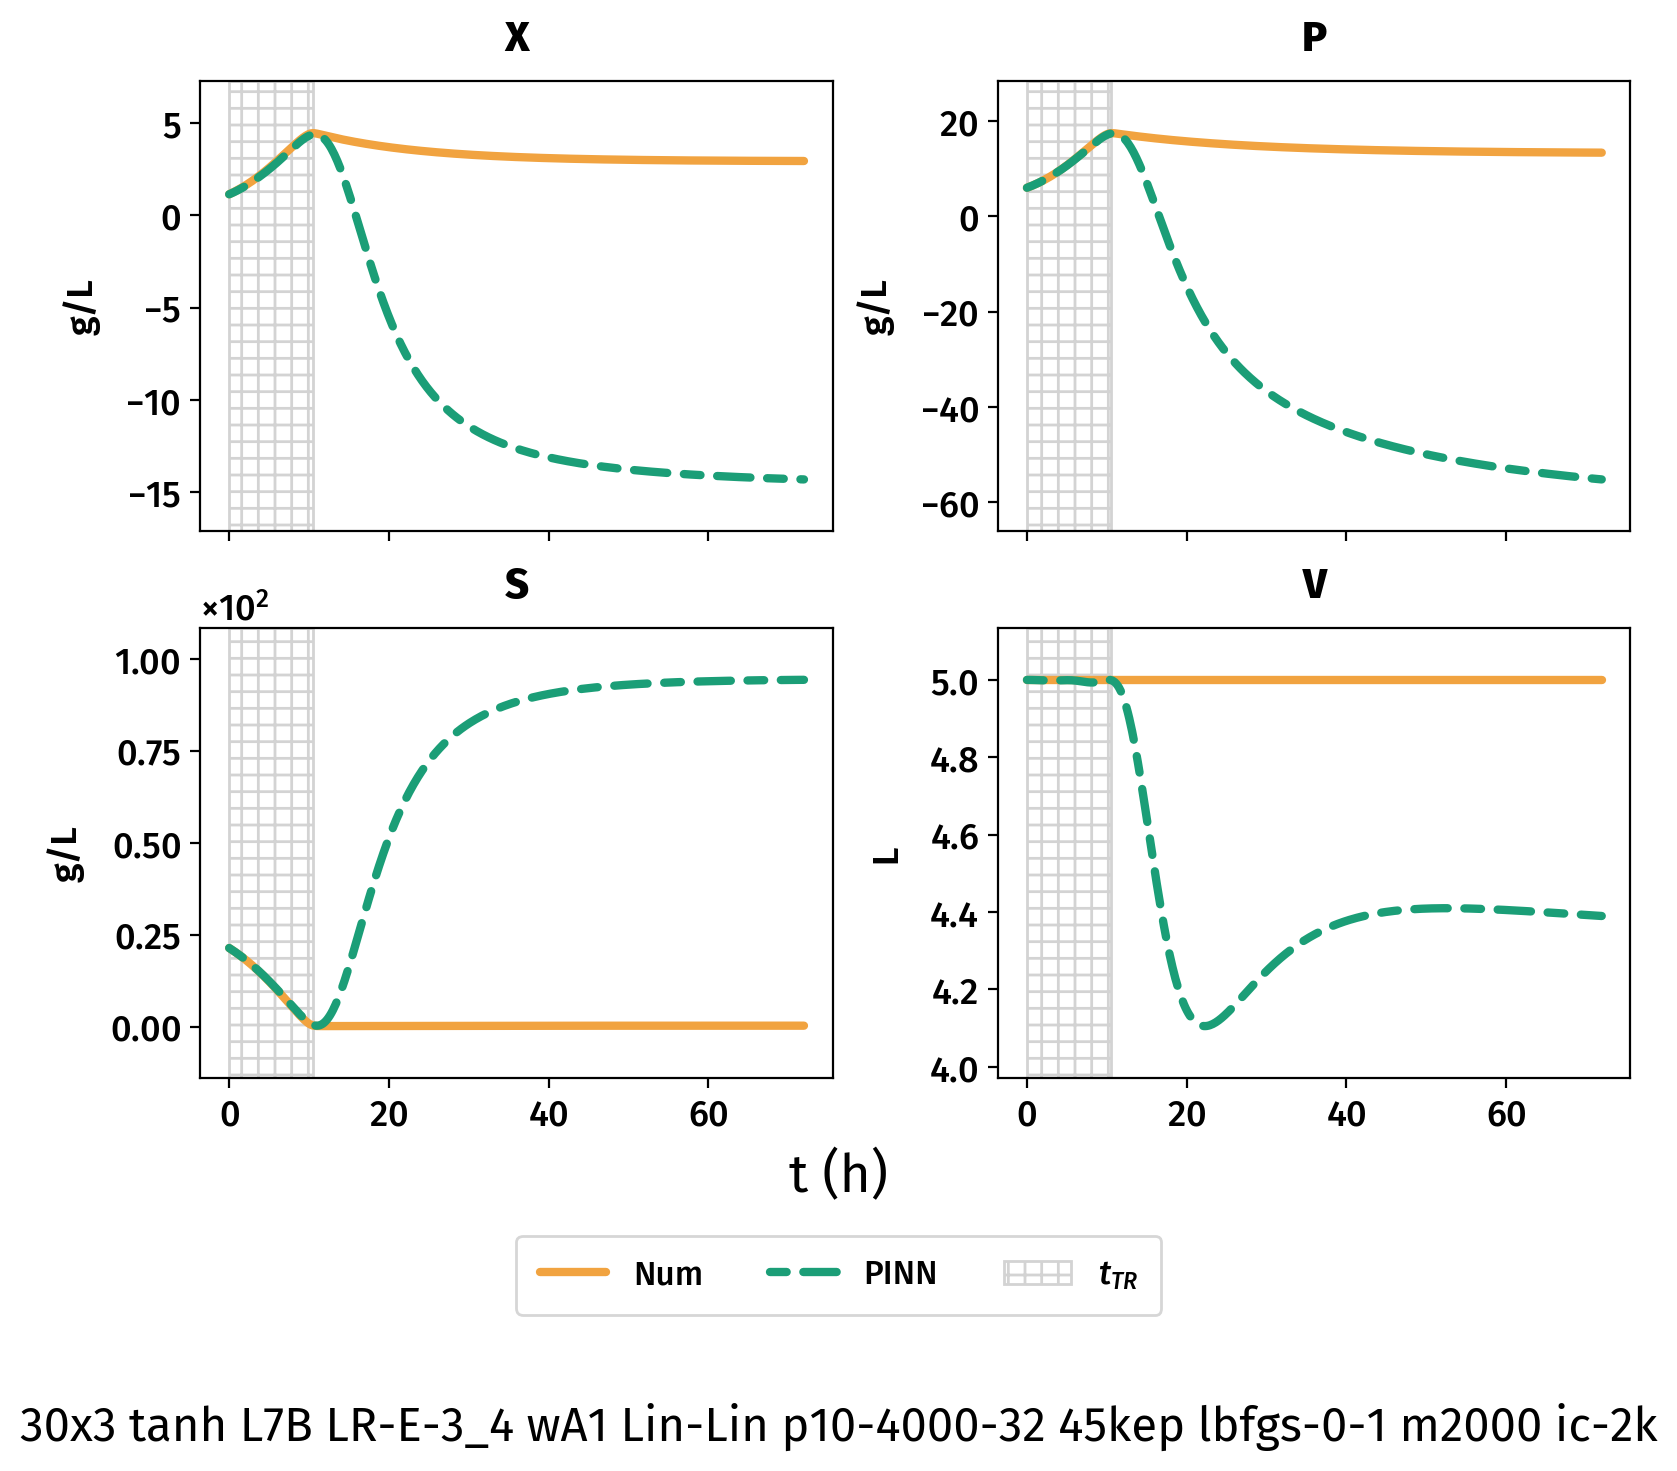 X
P
5
0
−5
−10
−15
g/L
20
0
−20
−40
−60
g/L
S
V
×10²
1.00
0.75
0.50
0.25
0.00
g/L
0 20 40 60
5.0
4.8
4.6
4.4
4.2
4.0
L
0 20 40 60
t (h)
Num PINN t_TR
30x3 tanh L7B LR-E-3_4 wA1 Lin-Lin p10-4000-32 45kep lbfgs-0-1 m2000 ic-2k